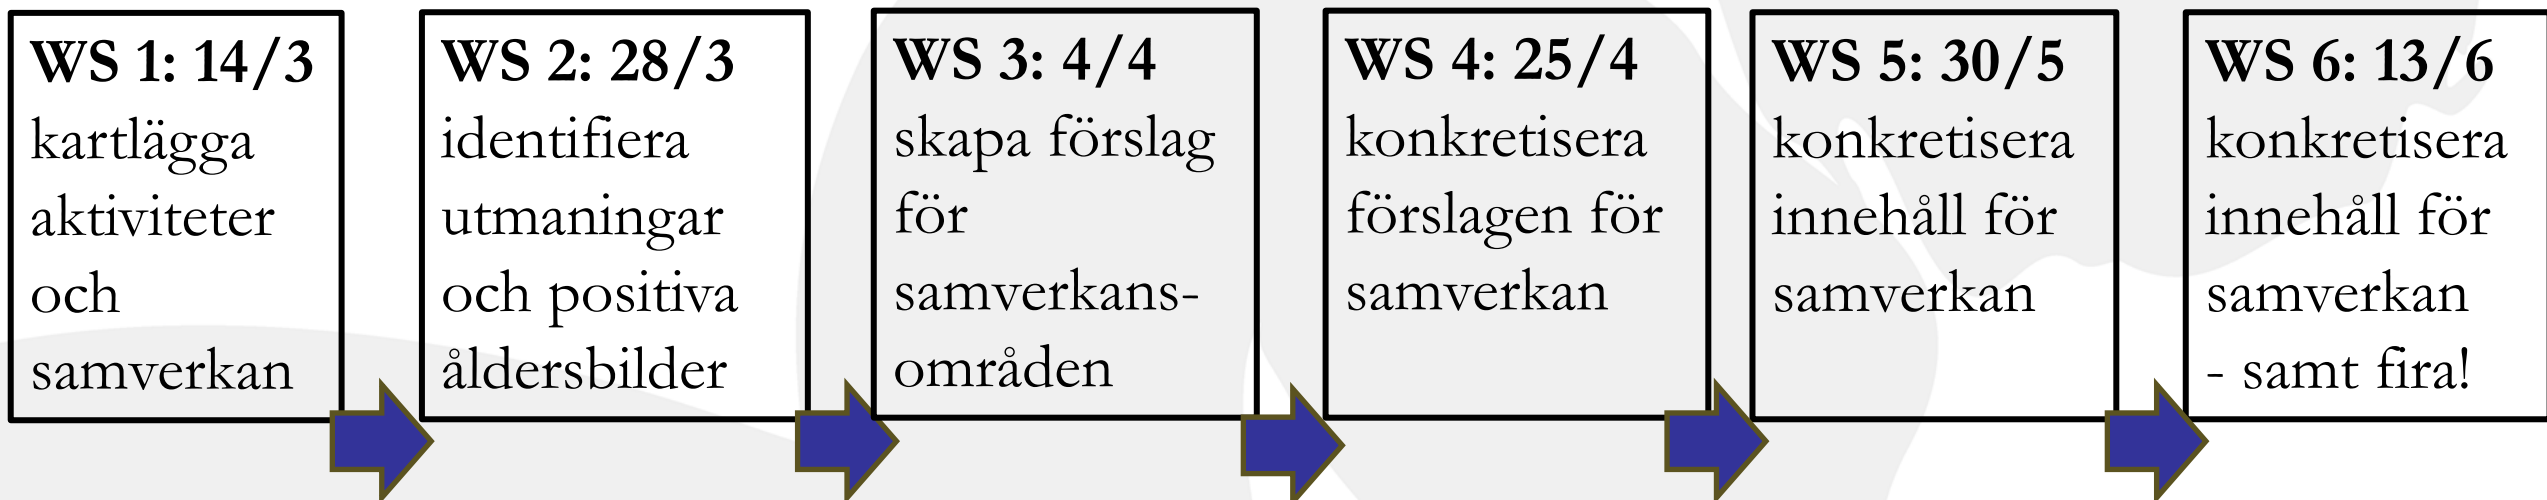 WS 1: 14/3
kartlägga
aktiviteter
och
samverkan
WS 2: 28/3
identifiera
utmaningar
och positiva
åldersbilder
WS 3: 4/4
skapa förslag
för
samverkans-
områden
WS 4: 25/4
konkretisera
förslagen för
samverkan
WS 5: 30/5
konkretisera
innehåll för
samverkan
WS 6: 13/6
konkretisera
innehåll för
samverkan
- samt fira!